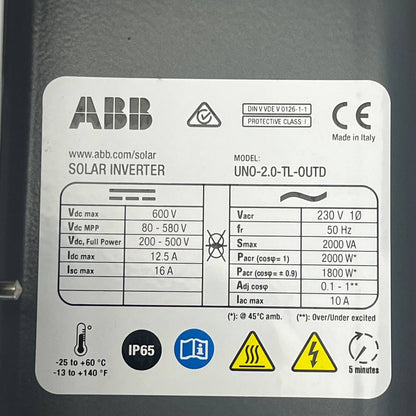 ABB
DIN V VDE V 0126-1-1
PROTECTIVE CLASS I
CE
Made in Italy
www.abb.com/solar
SOLAR INVERTER
MODEL:
UNO-2.0-TL-OUTD
Vdc max 600 V
Vdc MPP 80 - 580 V
Vdc, Full Power 200 - 500 V
Idc max 12.5 A
Isc max 16 A
Vacr 230 V 1Ø
fr 50 Hz
Smax 2000 VA
Pacr (cosφ= 1) 2000 W*
Pacr (cosφ= ± 0.9) 1800 W*
Adj cosφ 0.1 - 1**
Iac max 10 A
(*): @ 45°C amb. (**): Over/Under excited
-25 to +60 °C
-13 to +140 °F
IP65
5 minutes